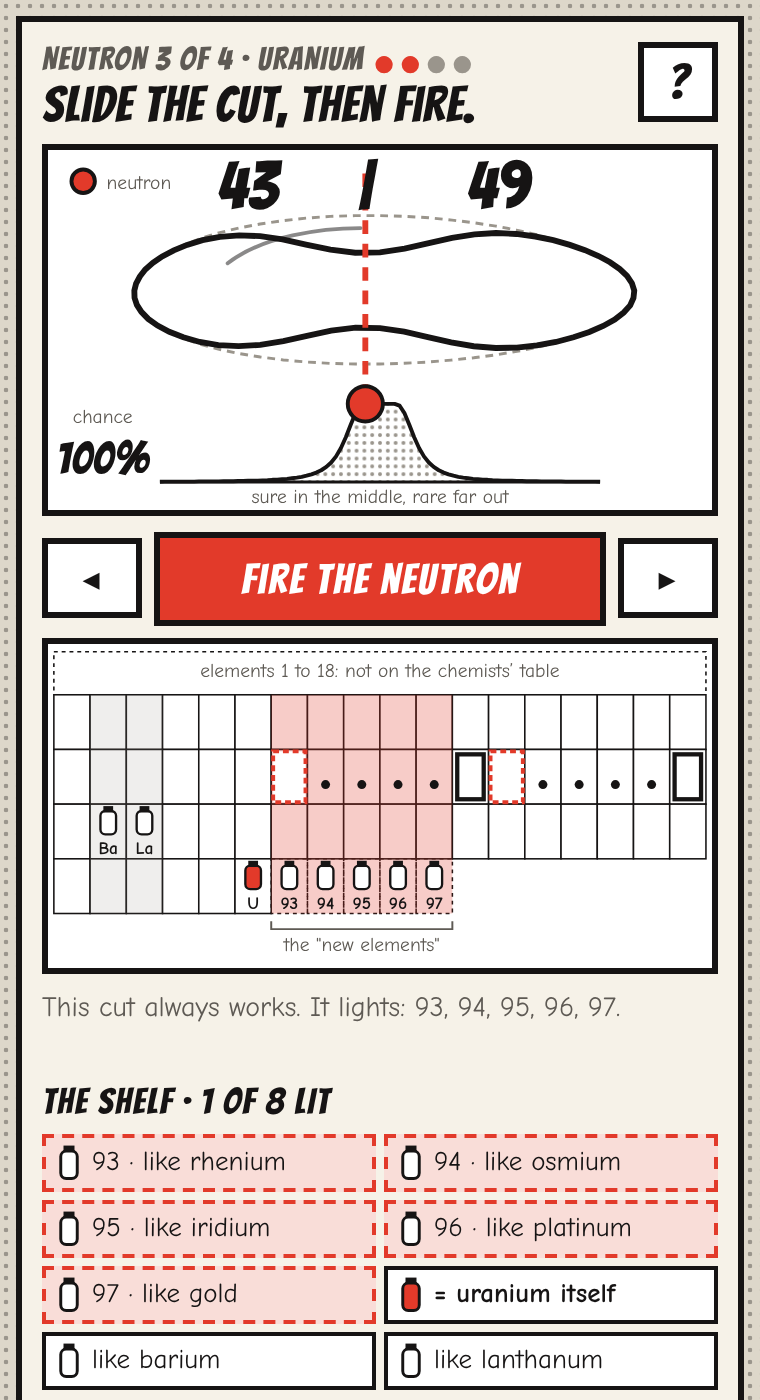 NEUTRON 3 OF 4 · URANIUM
SLIDE THE CUT, THEN FIRE.
?
neutron
43 / 49
chance
100%
sure in the middle, rare far out
◄
FIRE THE NEUTRON
►
elements 1 to 18: not on the chemists' table
Ba La
U 93 94 95 96 97
the "new elements"
This cut always works. It lights: 93, 94, 95, 96, 97.
THE SHELF · 1 OF 8 LIT
93 · like rhenium
94 · like osmium
95 · like iridium
96 · like platinum
97 · like gold
= uranium itself
like barium
like lanthanum